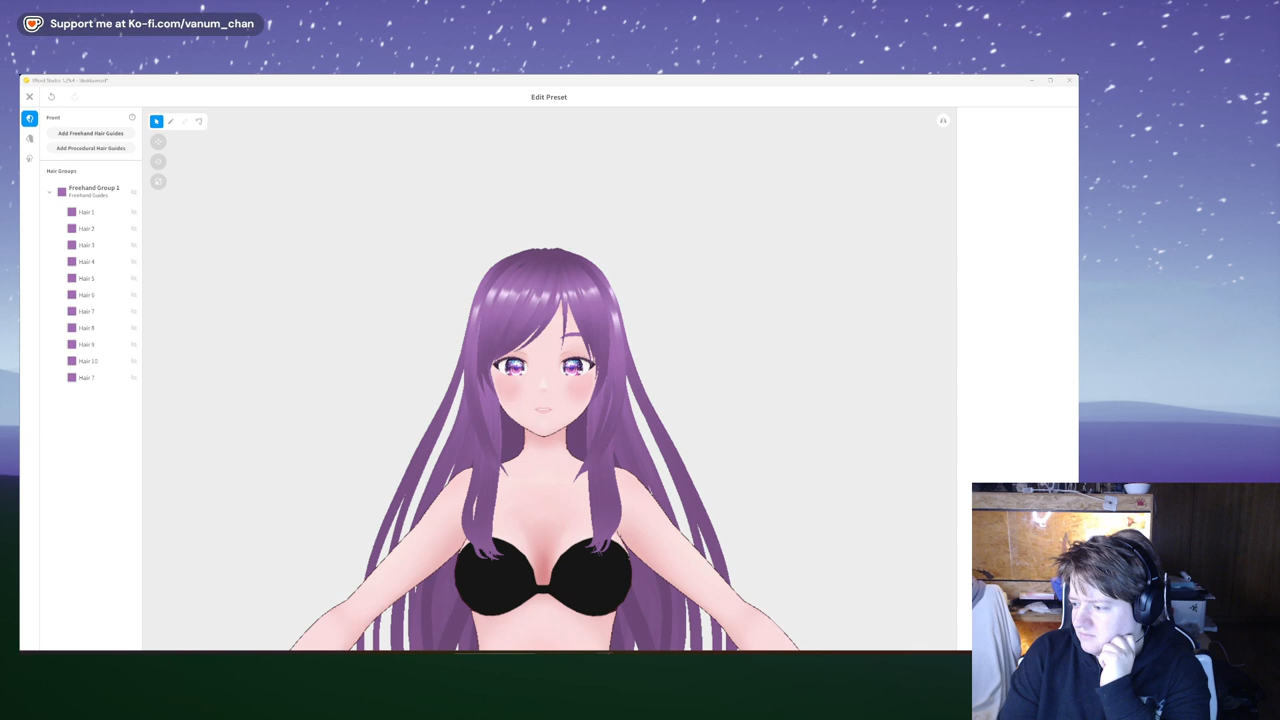 Support me at Ko-fi.com/vanum_chan
Edit Preset
Front
Add Freehand Hair Guides
Add Procedural Hair Guides
Hair Groups
Freehand Group 1
Freehand Guides
Hair 1
Hair 2
Hair 3
Hair 4
Hair 5
Hair 6
Hair 7
Hair 8
Hair 9
Hair 10
Hair 7